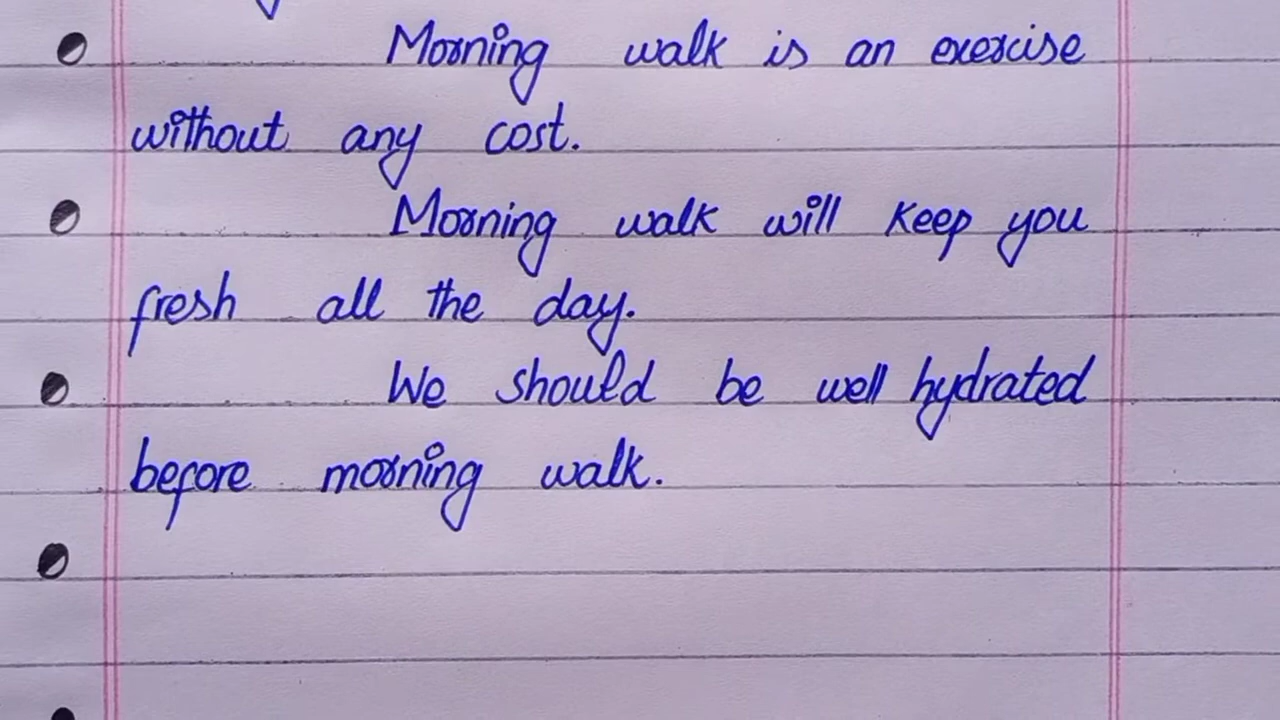 Morning walk is an exercise
without any cost.
Morning walk will keep you
fresh all the day.
We should be well hydrated
before morning walk.